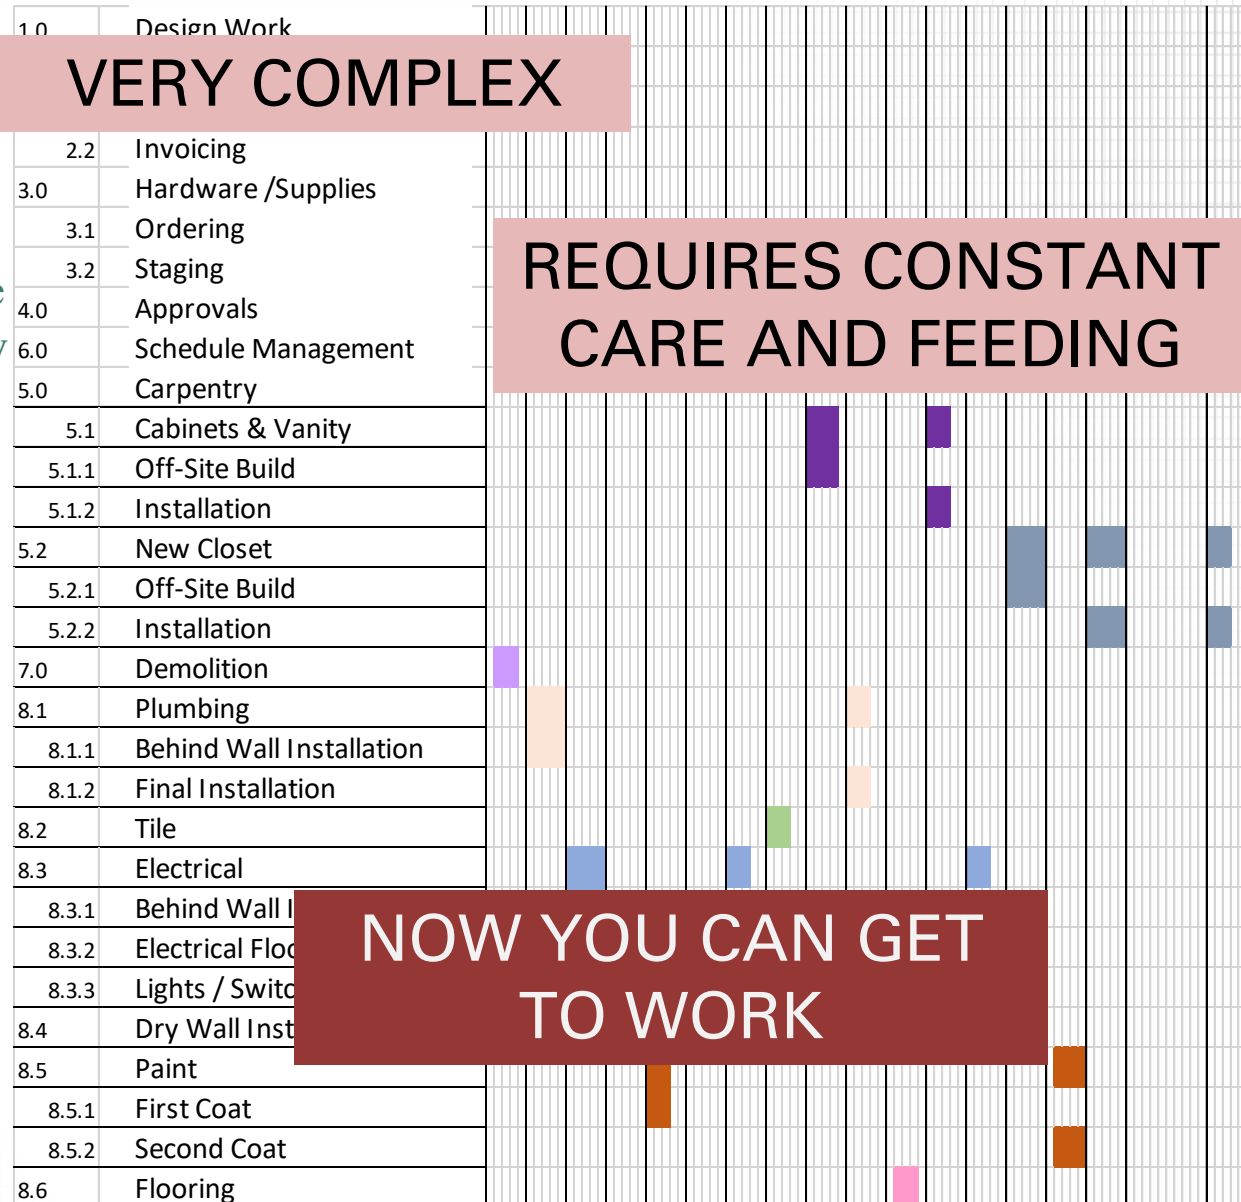 1.0 Design Work
VERY COMPLEX
2.2 Invoicing
3.0 Hardware /Supplies
3.1 Ordering
REQUIRES CONSTANT
CARE AND FEEDING
3.2 Staging
4.0 Approvals
6.0 Schedule Management
5.0 Carpentry
5.1 Cabinets & Vanity
5.1.1 Off-Site Build
5.1.2 Installation
5.2 New Closet
5.2.1 Off-Site Build
5.2.2 Installation
7.0 Demolition
8.1 Plumbing
8.1.1 Behind Wall Installation
8.1.2 Final Installation
8.2 Tile
8.3 Electrical
8.3.1 Behind Wall I
NOW YOU CAN GET
TO WORK
8.3.2 Electrical Floo
8.3.3 Lights / Switc
8.4 Dry Wall Inst
8.5 Paint
8.5.1 First Coat
8.5.2 Second Coat
8.6 Flooring